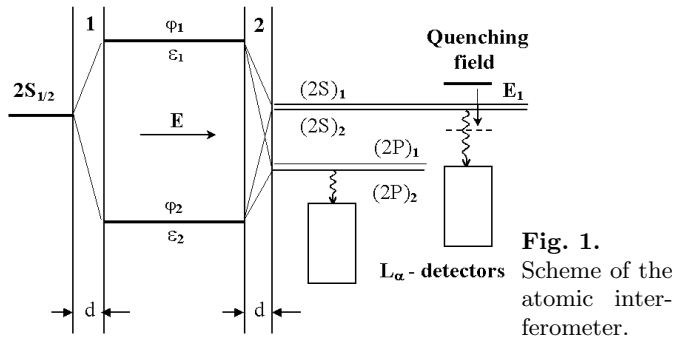 1 φ₁ 2
ε₁
Quenching
field
2S₁/₂
(2S)₁
E₁
E
(2S)₂
(2P)₁
(2P)₂
φ₂
ε₂
Lα - detectors
d d
Fig. 1.
Scheme of the
atomic inter-
ferometer.